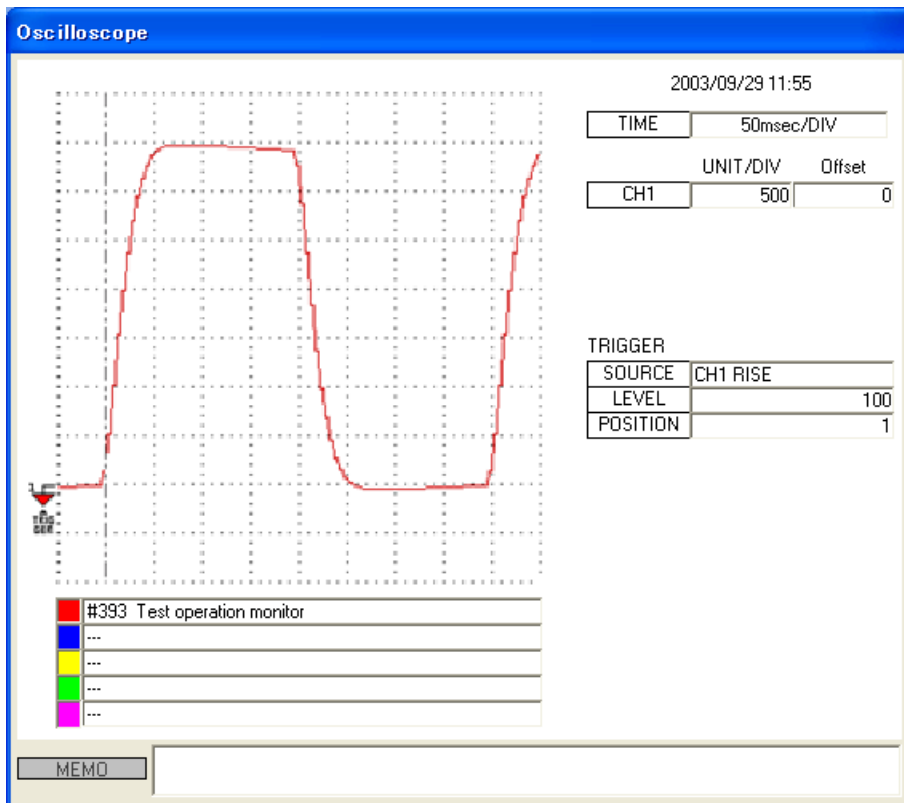 Oscilloscope
2003/09/29 11:55
TIME 50msec/DIV
UNIT/DIV Offset
CH1 500 0
TRIGGER
SOURCE CH1 RISE
LEVEL 100
POSITION 1
#393 Test operation monitor
---
---
---
---
MEMO